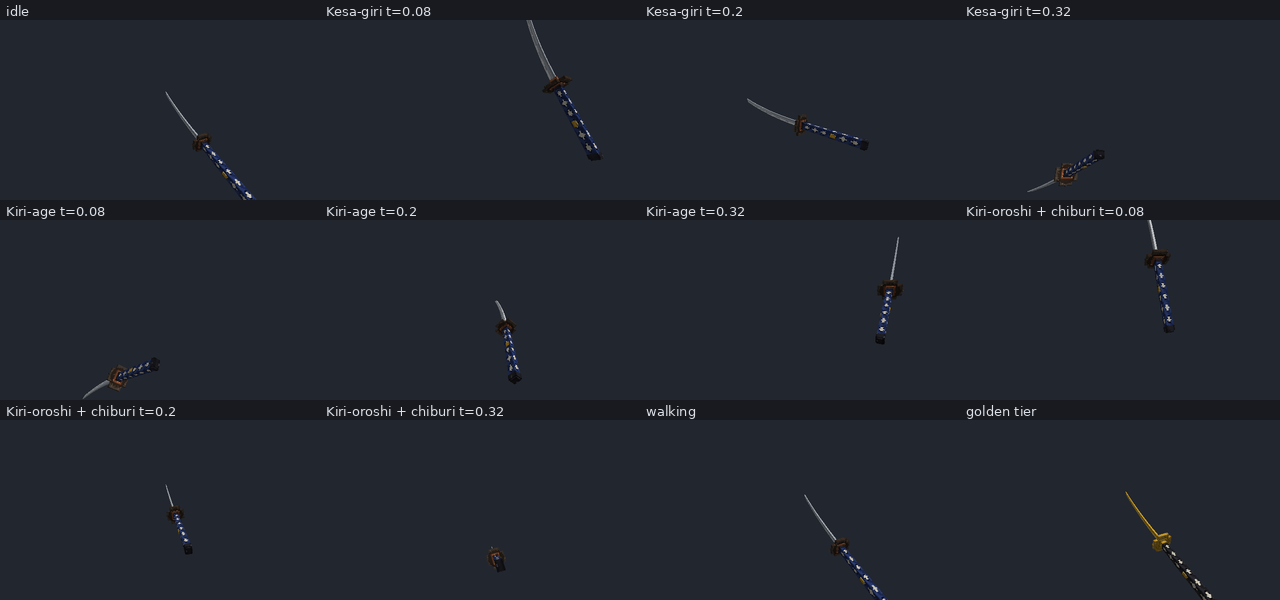 idle
Kesa-giri t=0.08
Kesa-giri t=0.2
Kesa-giri t=0.32
Kiri-age t=0.08
Kiri-age t=0.2
Kiri-age t=0.32
Kiri-oroshi + chiburi t=0.08
Kiri-oroshi + chiburi t=0.2
Kiri-oroshi + chiburi t=0.32
walking
golden tier